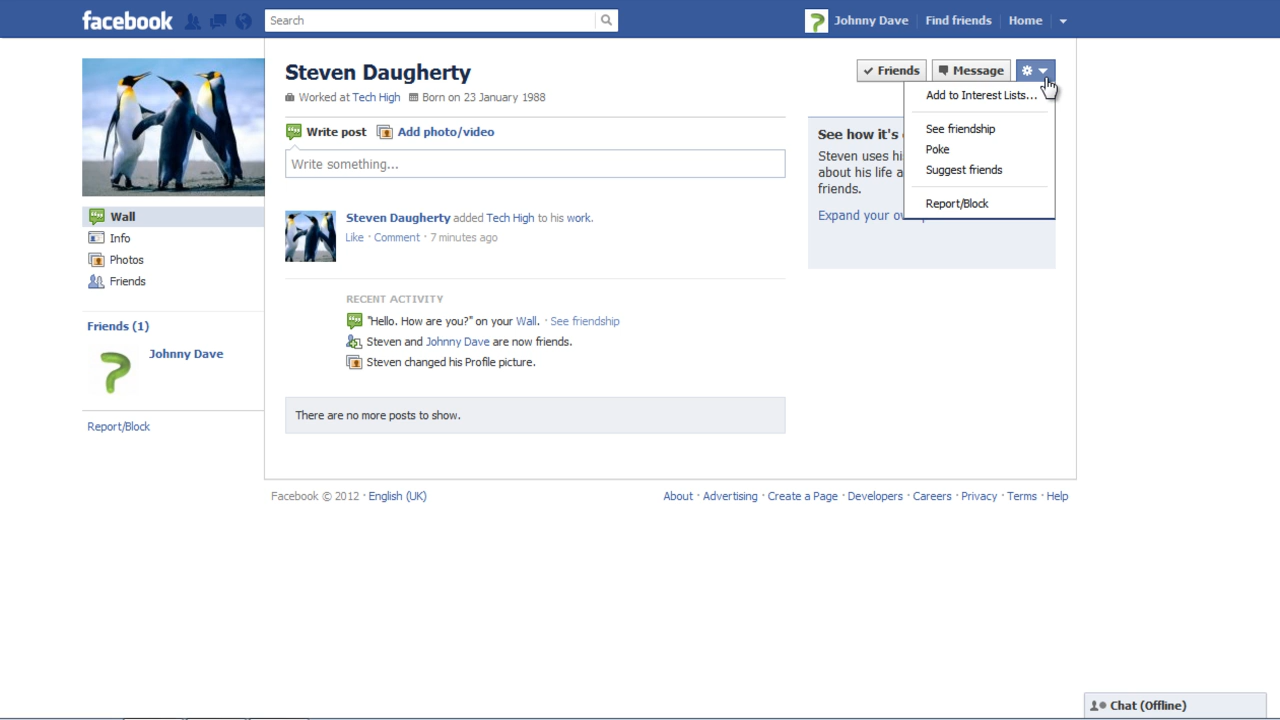 facebook
Search
Johnny Dave
Find friends
Home
Steven Daugherty
Worked at Tech High
Born on 23 January 1988
Friends
Message
Add to Interest Lists...
See friendship
Poke
Suggest friends
Report/Block
Write post
Add photo/video
Write something...
See how it's
Steven uses
about his life
friends.
Expand your
Wall
Info
Photos
Friends
Friends (1)
Johnny Dave
Report/Block
Steven Daugherty added Tech High to his work.
Like · Comment · 7 minutes ago
RECENT ACTIVITY
"Hello. How are you?" on your Wall. · See friendship
Steven and Johnny Dave are now friends.
Steven changed his Profile picture.
There are no more posts to show.
Facebook © 2012 · English (UK)
About · Advertising · Create a Page · Developers · Careers · Privacy · Terms · Help
Chat (Offline)